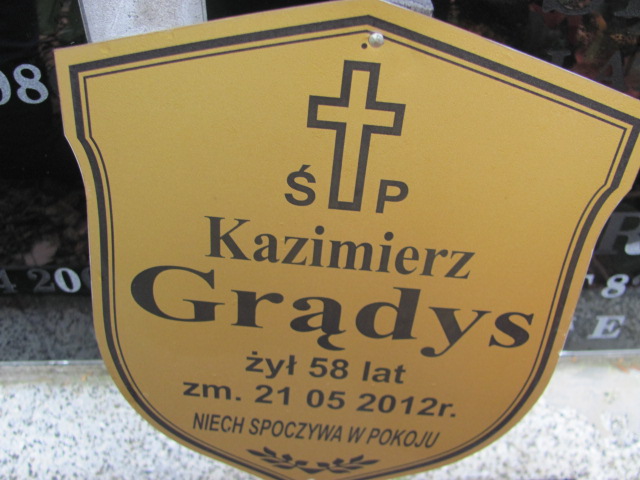 Ś P
Kazimierz
Grądys
żył 58 lat
zm. 21 05 2012r.
NIECH SPOCZYWA W POKOJU